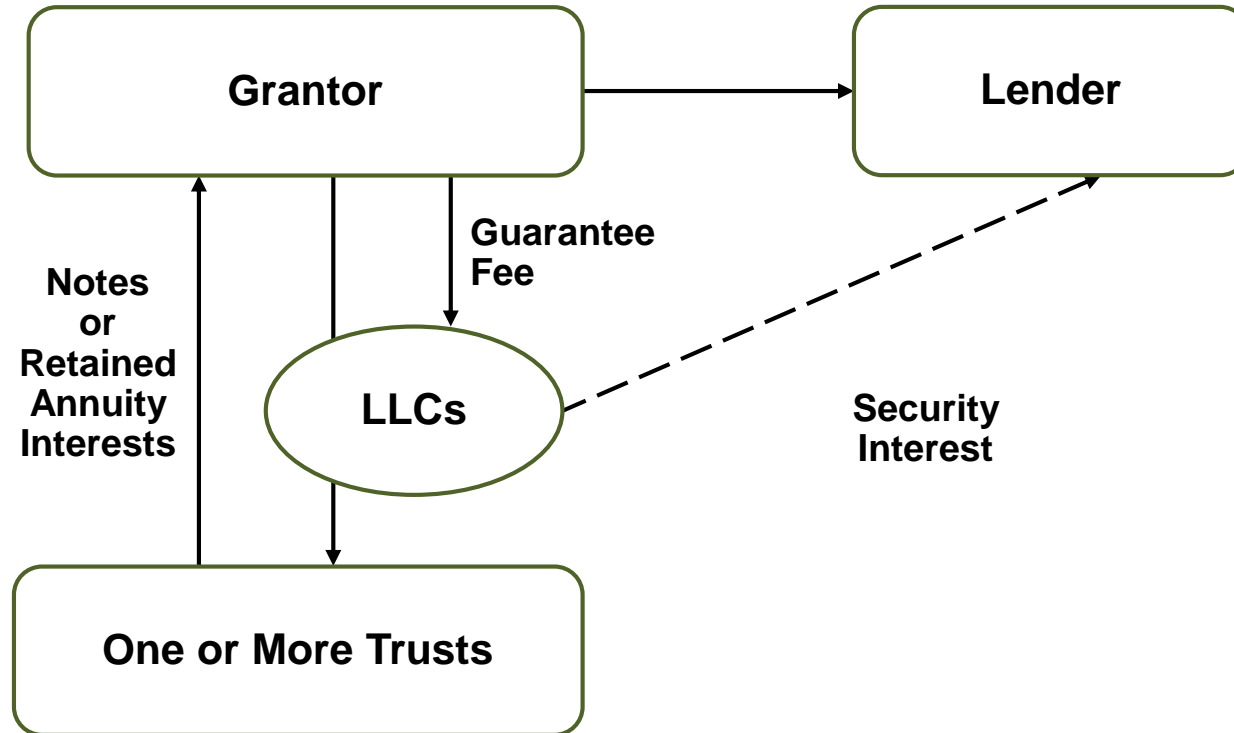 Grantor
Lender
Guarantee
Fee
Notes
or
Retained
Annuity
Interests
LLCs
Security
Interest
One or More Trusts